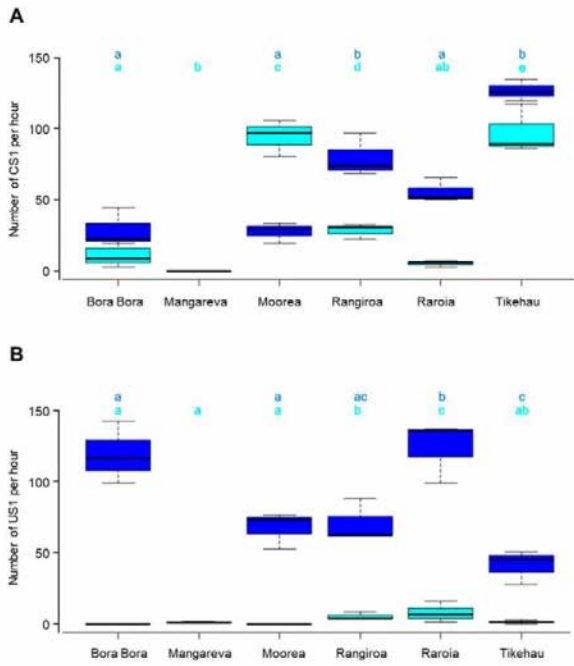 A
a a b a b
a b c d ab e
150
100
50
0
Number of CS1 per hour
Bora Bora Mangareva Moorea Rangiroa Raroia Tikehau
B
a a ac b c
a a a b c ab
150
100
50
0
Number of US1 per hour
Bora Bora Mangareva Moorea Rangiroa Raroia Tikehau